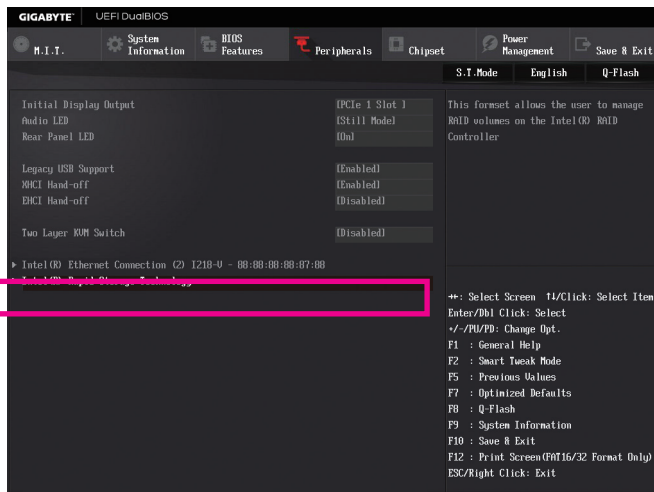 GIGABYTE™ UEFI DualBIOS
M.I.T. System Information BIOS Features Peripherals Chipset Power Management Save & Exit
S.T.Mode English Q-Flash
Initial Display Output [PCIe 1 Slot ]
Audio LED [Still Mode]
Rear Panel LED [On]
Legacy USB Support [Enabled]
XHCI Hand-off [Enabled]
EHCI Hand-off [Disabled]
Two Layer KVM Switch [Disabled]
Intel(R) Ethernet Connection (2) I218-V - 88:88:88:88:87:88
Intel(R) Rapid Storage Technology
This formset allows the user to manage
RAID volumes on the Intel(R) RAID
Controller
→←: Select Screen ↑↓/Click: Select Item
Enter/Dbl Click: Select
+/-/PU/PD: Change Opt.
F1 : General Help
F2 : Smart Tweak Mode
F5 : Previous Values
F7 : Optimized Defaults
F8 : Q-Flash
F9 : System Information
F10 : Save & Exit
F12 : Print Screen(FAT16/32 Format Only)
ESC/Right Click: Exit